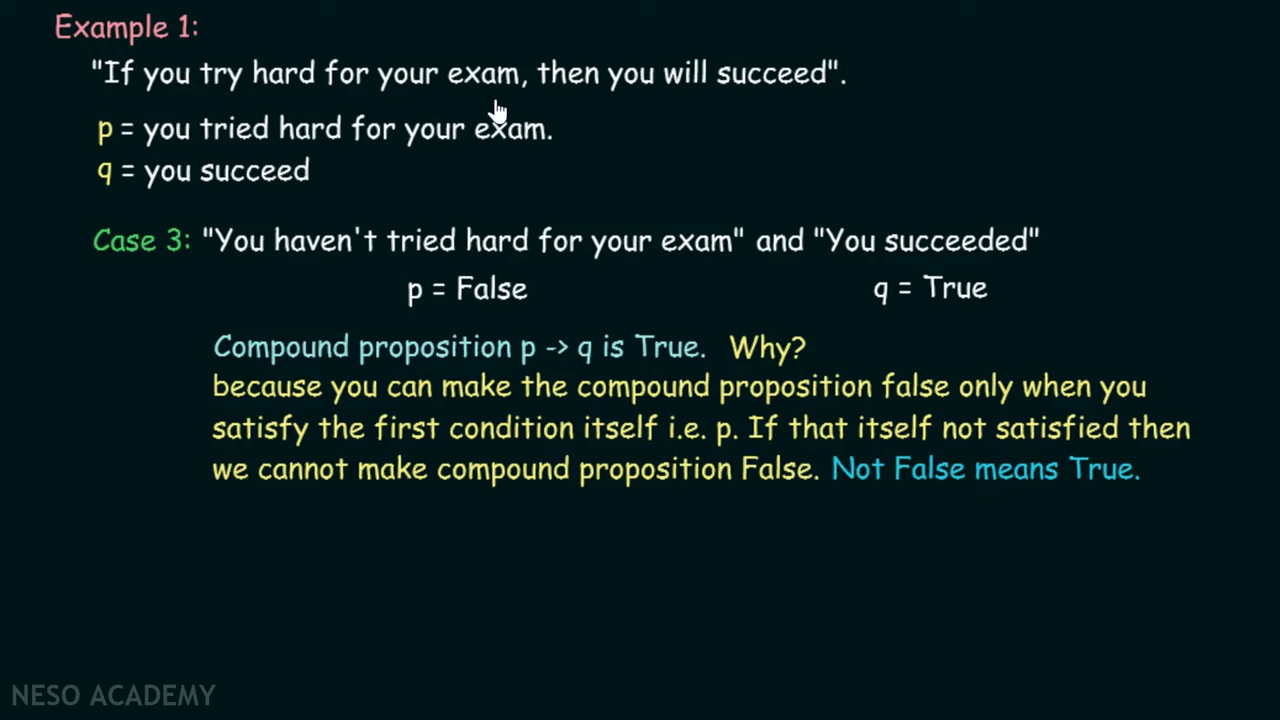 Example 1:
"If you try hard for your exam, then you will succeed".
p = you tried hard for your exam.
q = you succeed
Case 3: "You haven't tried hard for your exam" and "You succeeded"
p = False q = True
Compound proposition p -> q is True. Why?
because you can make the compound proposition false only when you
satisfy the first condition itself i.e. p. If that itself not satisfied then
we cannot make compound proposition False. Not False means True.
NESO ACADEMY